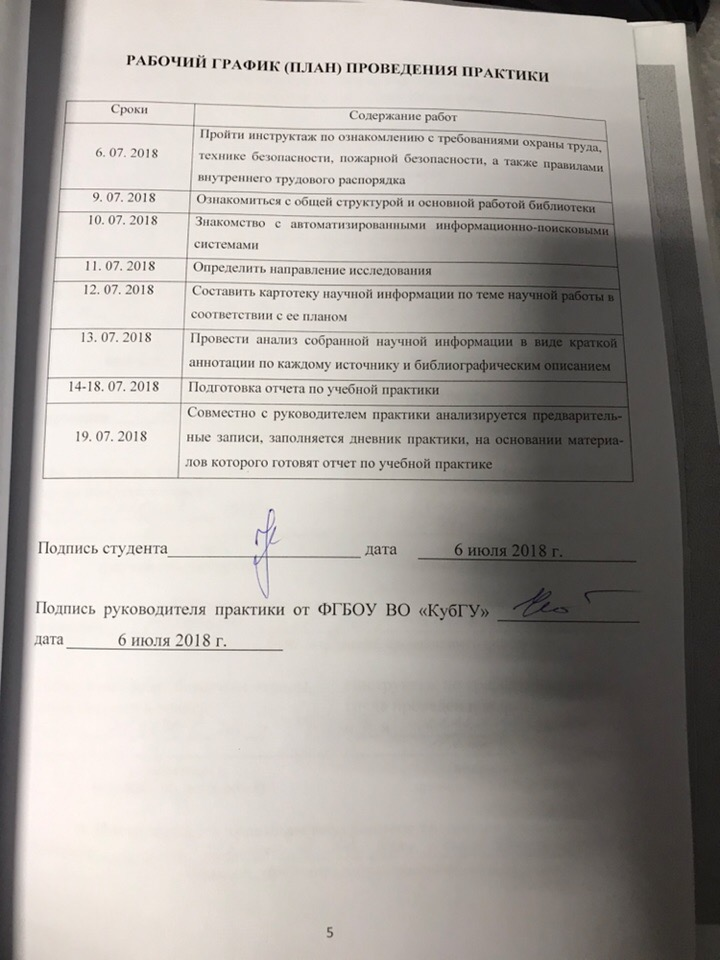 РАБОЧИЙ ГРАФИК (ПЛАН) ПРОВЕДЕНИЯ ПРАКТИКИ
Сроки Содержание работ
6. 07. 2018
Пройти инструктаж по ознакомлению с требованиями охраны труда,
технике безопасности, пожарной безопасности, а также правилами
внутреннего трудового распорядка
9. 07. 2018 Ознакомиться с общей структурой и основной работой библиотеки
10. 07. 2018 Знакомство с автоматизированными информационно-поисковыми
системами
11. 07. 2018 Определить направление исследования
12. 07. 2018 Составить картотеку научной информации по теме научной работы в
соответствии с ее планом
13. 07. 2018 Провести анализ собранной научной информации в виде краткой
аннотации по каждому источнику и библиографическим описанием
14-18. 07. 2018 Подготовка отчета по учебной практики
19. 07. 2018
Совместно с руководителем практики анализируется предваритель-
ные записи, заполняется дневник практики, на основании материа-
лов которого готовят отчет по учебной практике
Подпись студента дата 6 июля 2018 г.
Подпись руководителя практики от ФГБОУ ВО «КубГУ»
дата 6 июля 2018 г.
5